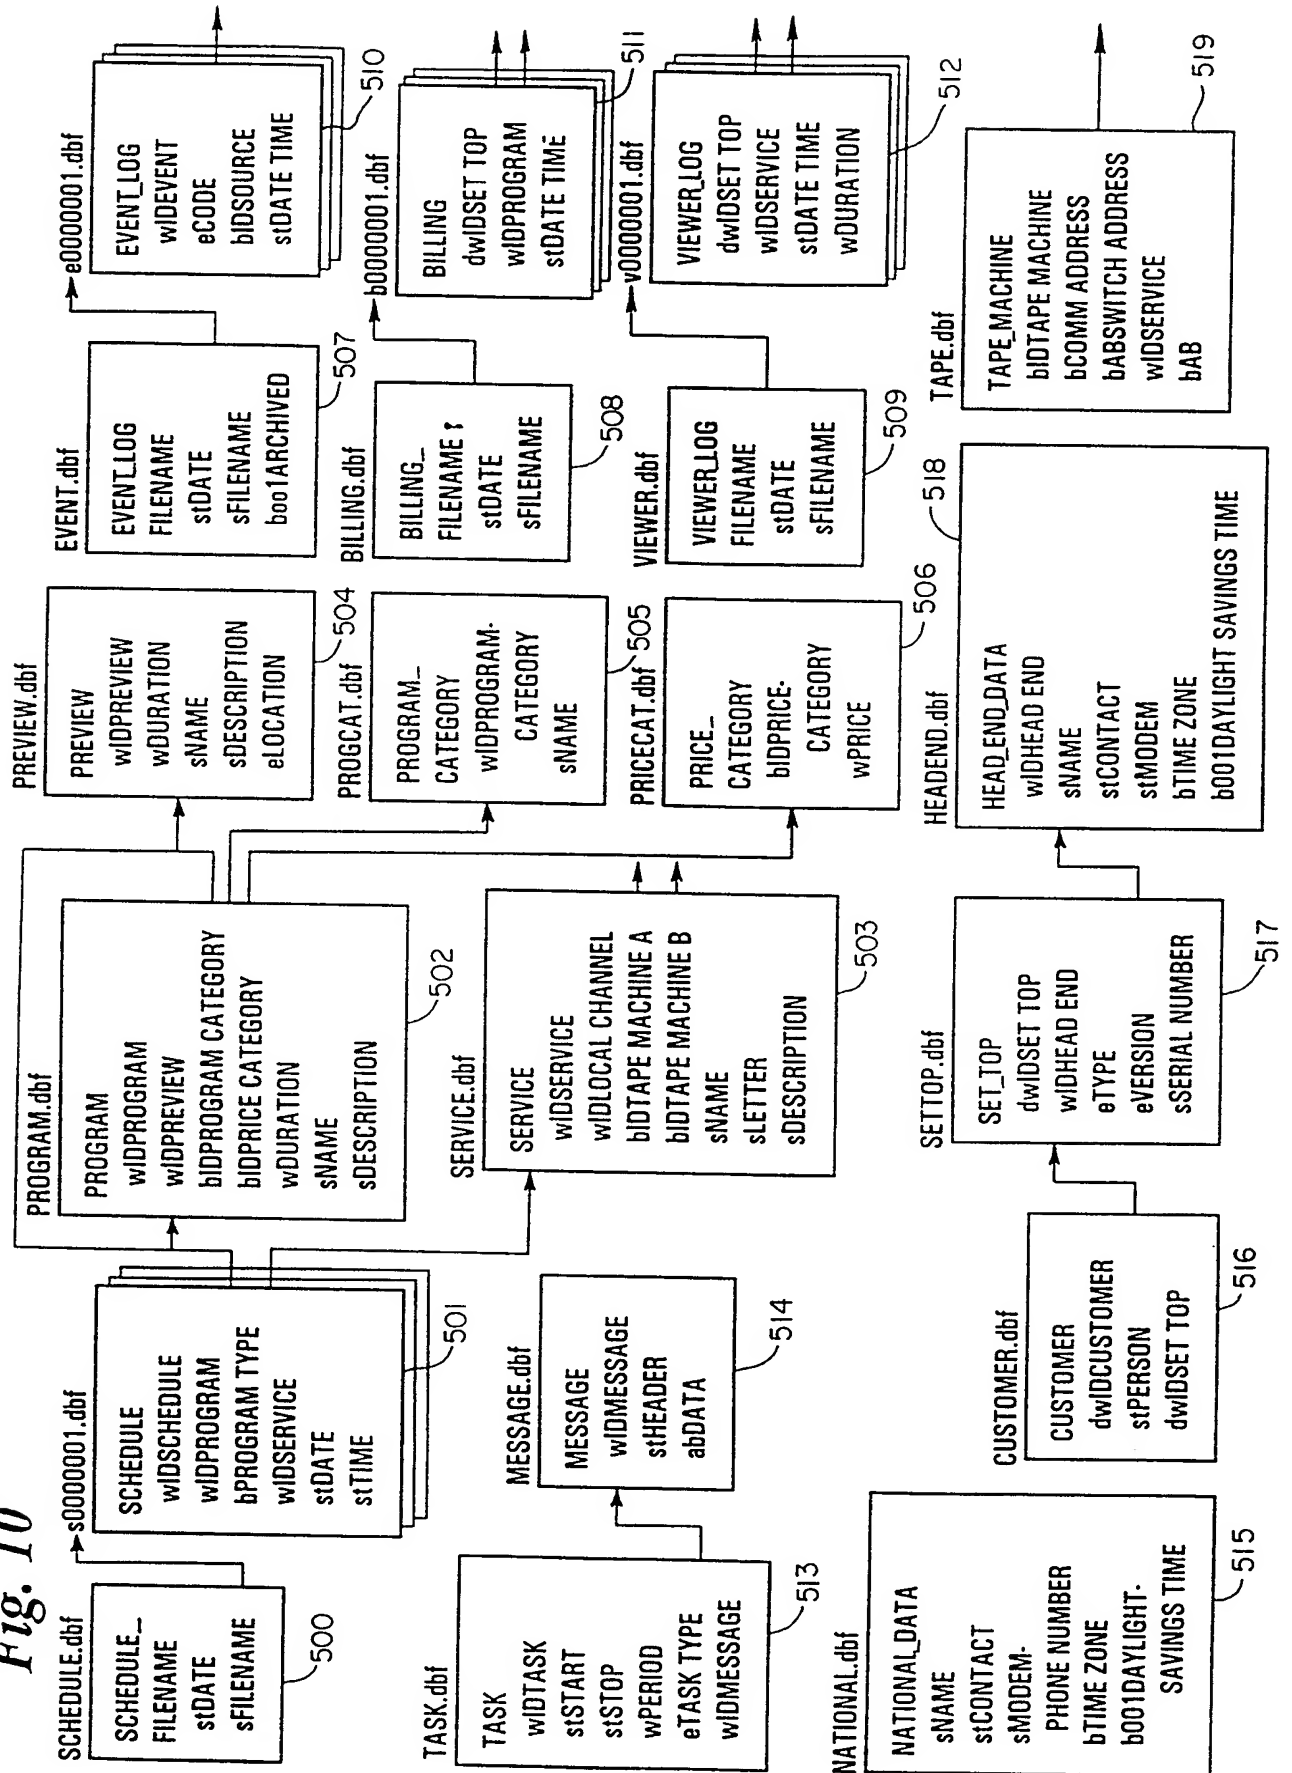 Fig. 10
SCHEDULE.dbf
SCHEDULE_
FILENAME
stDATE
sFILENAME
500
s0000001.dbf
SCHEDULE
wIDSCHEDULE
wIDPROGRAM
bPROGRAM TYPE
wIDSERVICE
stDATE
stTIME
501
PROGRAM.dbf
PROGRAM
wIDPROGRAM
wIDPREVIEW
bIDPROGRAM CATEGORY
bIDPRICE CATEGORY
wDURATION
sNAME
sDESCRIPTION
502
PREVIEW.dbf
PREVIEW
wIDPREVIEW
wDURATION
sNAME
sDESCRIPTION
eLOCATION
504
EVENT.dbf
EVENT_LOG
FILENAME
stDATE
sFILENAME
boo1ARCHIVED
507
e0000001.dbf
EVENT_LOG
wIDEVENT
eCODE
bIDSOURCE
stDATE TIME
510
PROGCAT.dbf
PROGRAM_
CATEGORY
wIDPROGRAM-
CATEGORY
sNAME
505
BILLING.dbf
BILLING_
FILENAME
stDATE
sFILENAME
508
b0000001.dbf
BILLING
dwIDSET TOP
wIDPROGRAM
stDATE TIME
511
TASK.dbf
TASK
wIDTASK
stSTART
stSTOP
wPERIOD
eTASK TYPE
wIDMESSAGE
513
MESSAGE.dbf
MESSAGE
wIDMESSAGE
stHEADER
abDATA
514
SERVICE.dbf
SERVICE
wIDSERVICE
wIDLOCAL CHANNEL
bIDTAPE MACHINE A
bIDTAPE MACHINE B
sNAME
sLETTER
sDESCRIPTION
503
PRICECAT.dbf
PRICE_
CATEGORY
bIDPRICE-
CATEGORY
wPRICE
506
VIEWER.dbf
VIEWER_LOG
FILENAME
stDATE
sFILENAME
509
v0000001.dbf
VIEWER_LOG
dwIDSET TOP
wIDSERVICE
stDATE TIME
wDURATION
512
NATIONAL.dbf
NATIONAL_DATA
sNAME
stCONTACT
sMODEM-
PHONE NUMBER
bTIME ZONE
b001DAYLIGHT-
SAVINGS TIME
515
CUSTOMER.dbf
CUSTOMER
dwIDCUSTOMER
stPERSON
dwIDSET TOP
516
SETTOP.dbf
SET_TOP
dwIDSET TOP
wIDHEAD END
eTYPE
eVERSION
sSERIAL NUMBER
517
HEADEND.dbf
HEAD_END_DATA
wIDHEAD END
sNAME
stCONTACT
stMODEM
bTIME ZONE
b001DAYLIGHT SAVINGS TIME
518
TAPE.dbf
TAPE_MACHINE
bIDTAPE MACHINE
bCOMM ADDRESS
bABSWITCH ADDRESS
wIDSERVICE
bAB
519